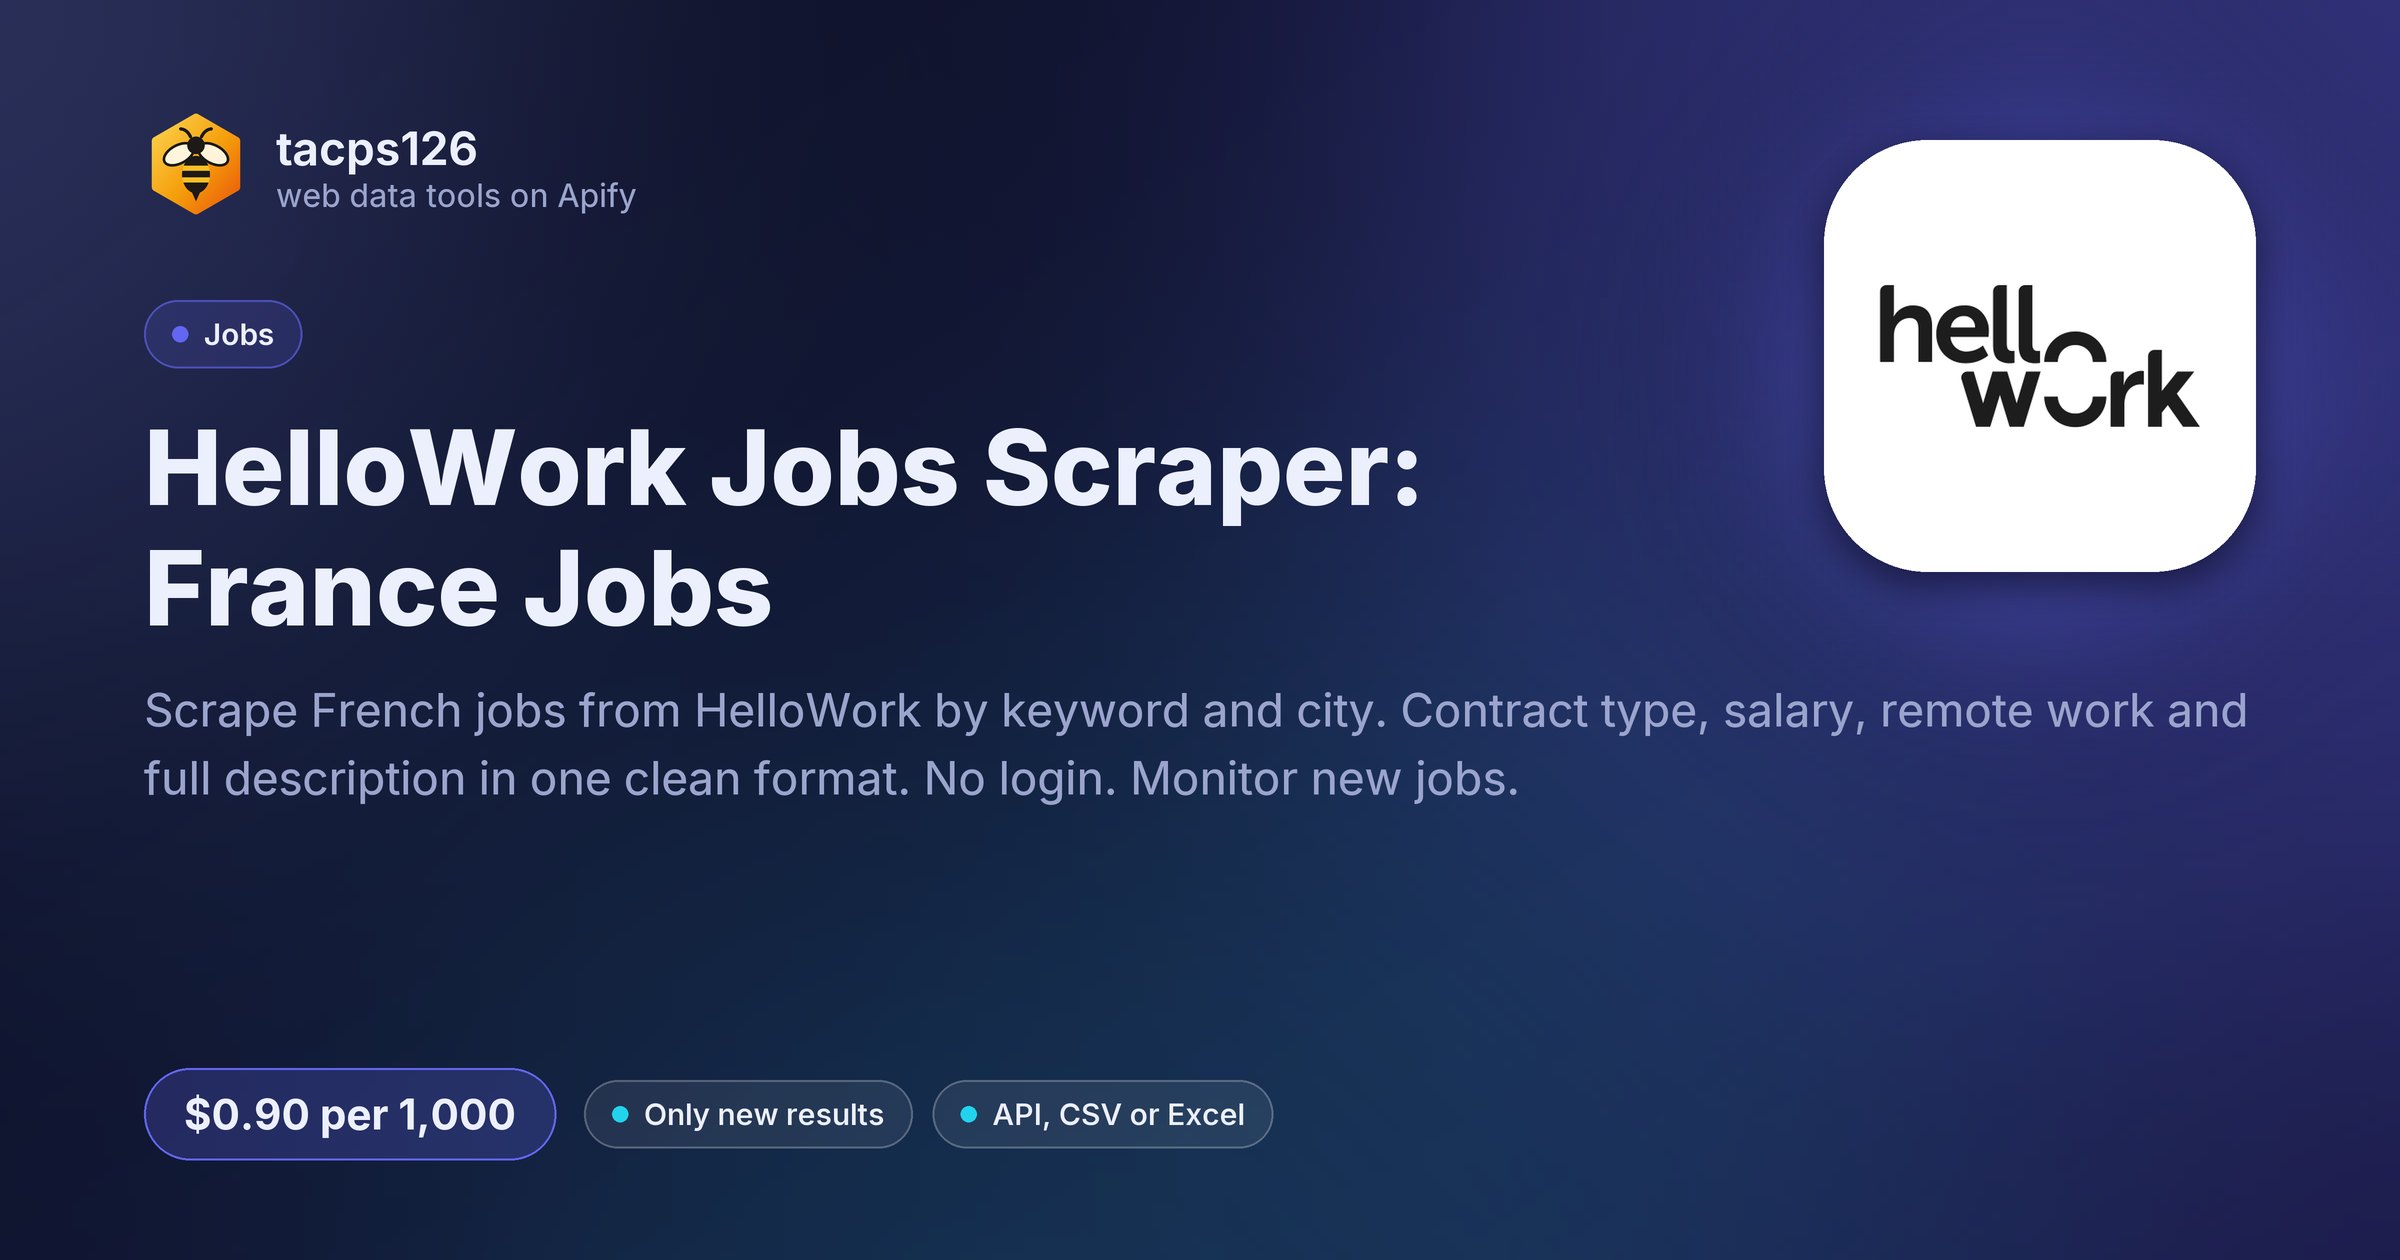 tacps126
web data tools on Apify
hello
work
Jobs
HelloWork Jobs Scraper:
France Jobs
Scrape French jobs from HelloWork by keyword and city. Contract type, salary, remote work and
full description in one clean format. No login. Monitor new jobs.
$0.90 per 1,000
Only new results
API, CSV or Excel